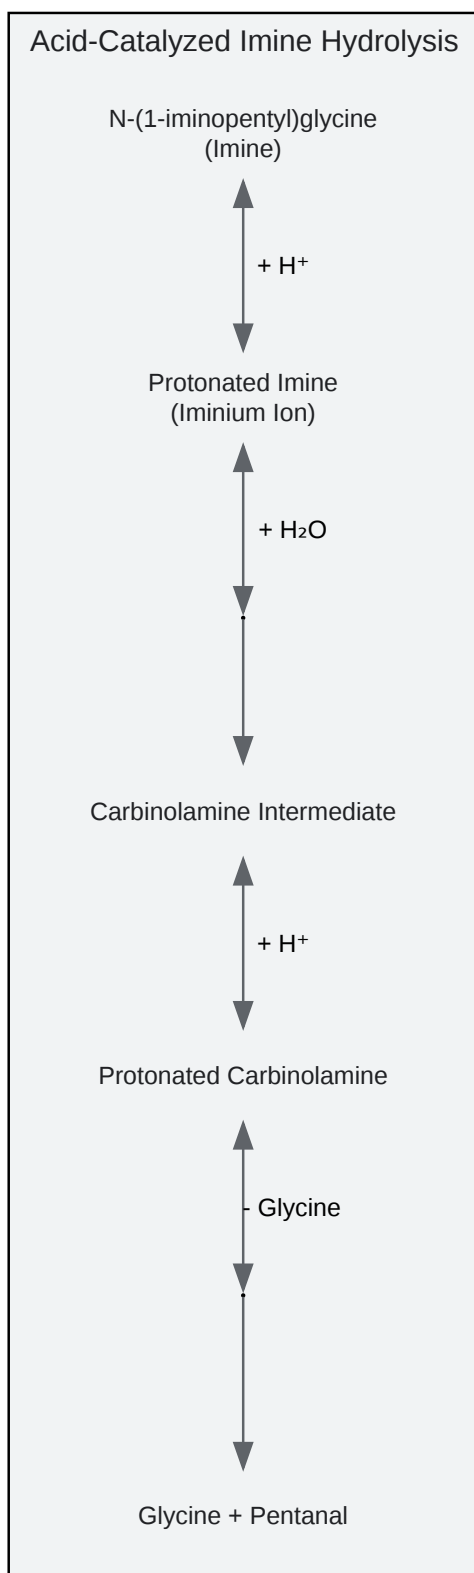 Acid-Catalyzed Imine Hydrolysis
N-(1-iminopentyl)glycine
(Imine)
+ H⁺
Protonated Imine
(Iminium Ion)
+ H₂O
Carbinolamine Intermediate
+ H⁺
Protonated Carbinolamine
- Glycine
Glycine + Pentanal